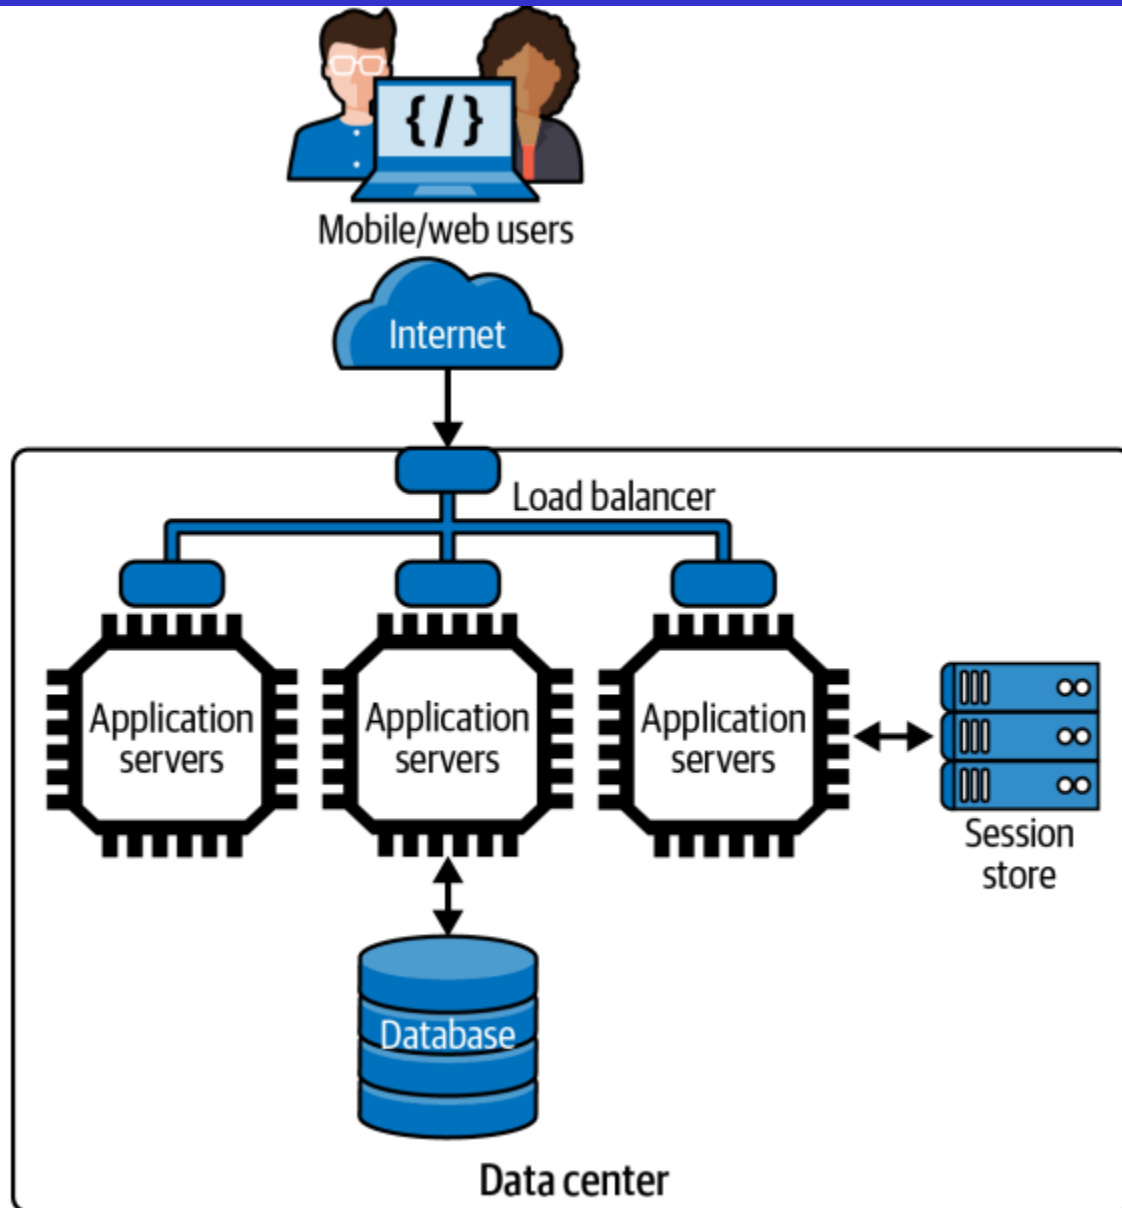 {/}
Mobile/web users
Internet
Load balancer
Application
servers
Application
servers
Application
servers
Session
store
Database
Data center